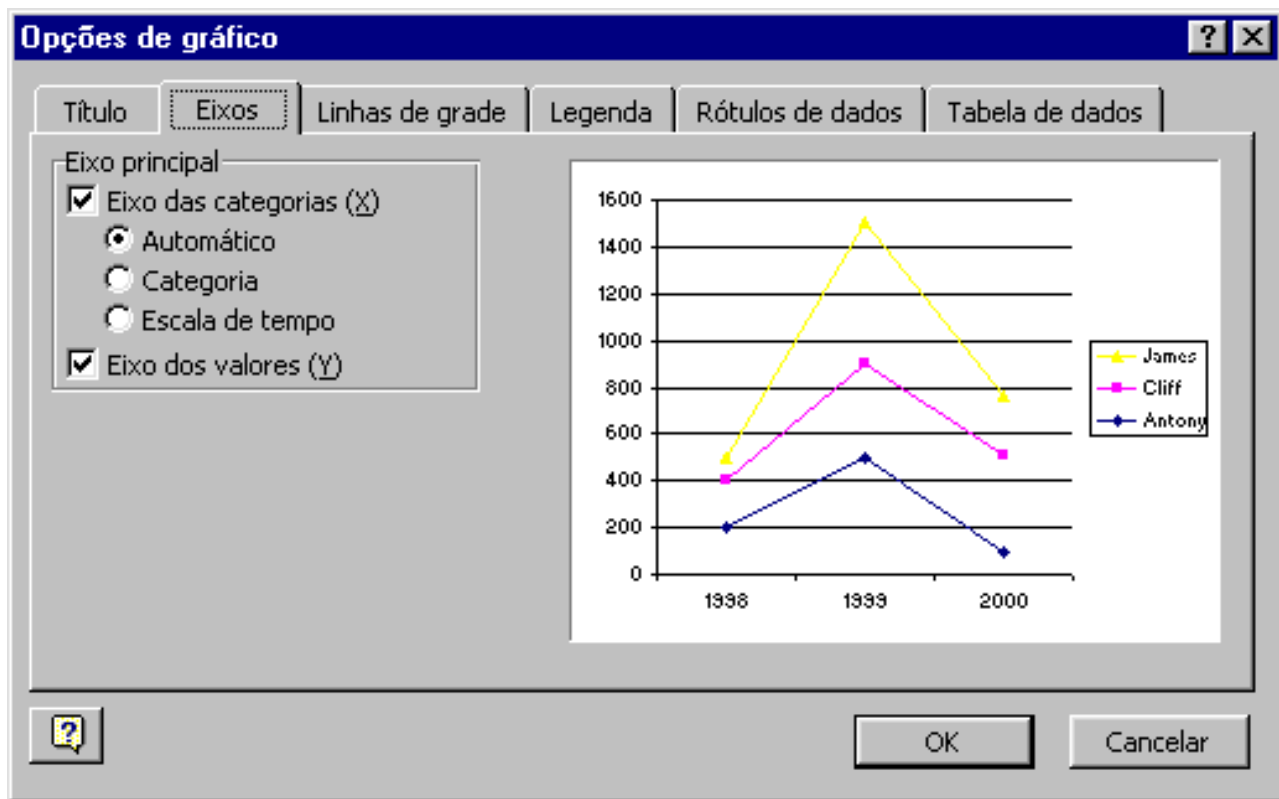 Opções de gráfico
Título
Eixos
Linhas de grade
Legenda
Rótulos de dados
Tabela de dados
Eixo principal
Eixo das categorias (X)
Automático
Categoria
Escala de tempo
Eixo dos valores (Y)
1600
1400
1200
1000
800
600
400
200
0
1998
1999
2000
James
Cliff
Antony
OK
Cancelar